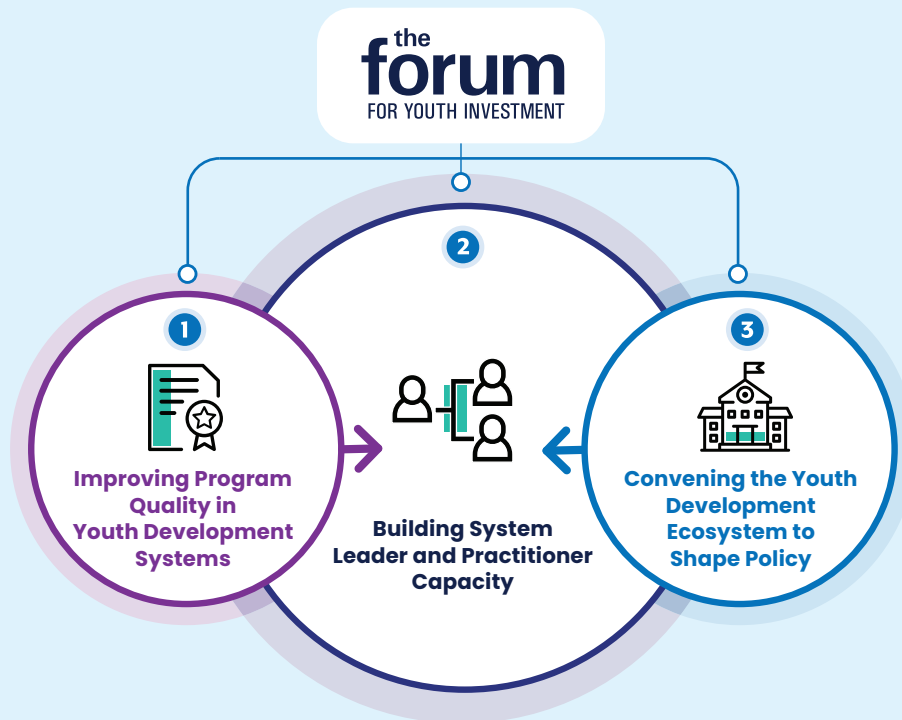 the
forum
FOR YOUTH INVESTMENT
2
1
3
Improving Program
Quality in
Youth Development
Systems
Building System
Leader and Practitioner
Capacity
Convening the Youth
Development
Ecosystem to
Shape Policy